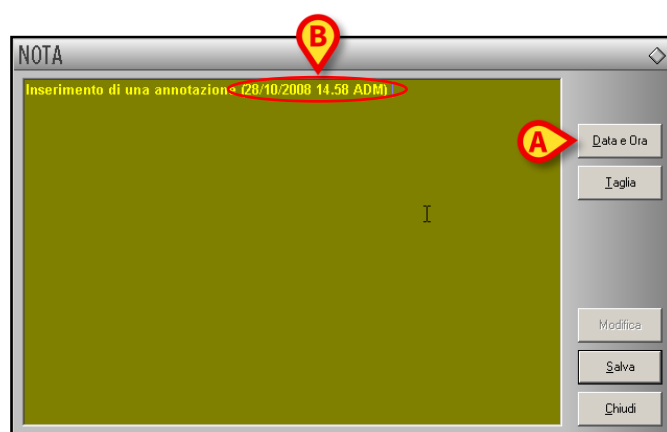 B
NOTA
Inserimento di una annotazione (28/10/2008 14.58 ADM)
A
Data e Ora
Taglia
Modifica
Salva
Chiudi